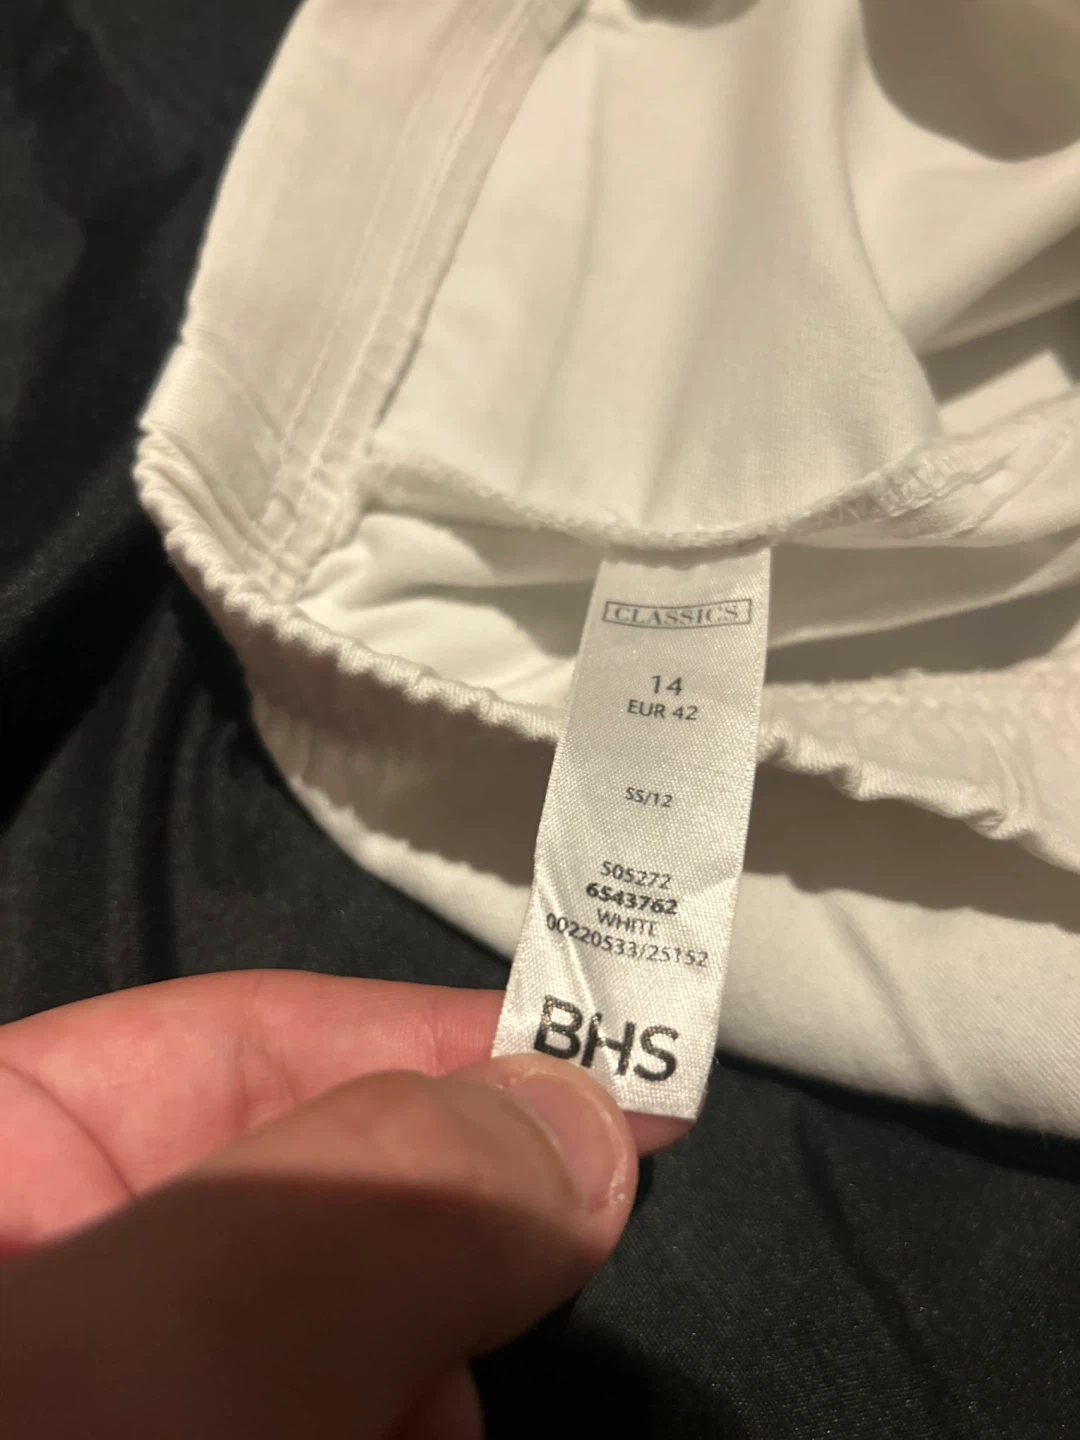 CLASSICS
14
EUR 42
SS/12
505272
6543762
WHITE
00220533/25152
BHS